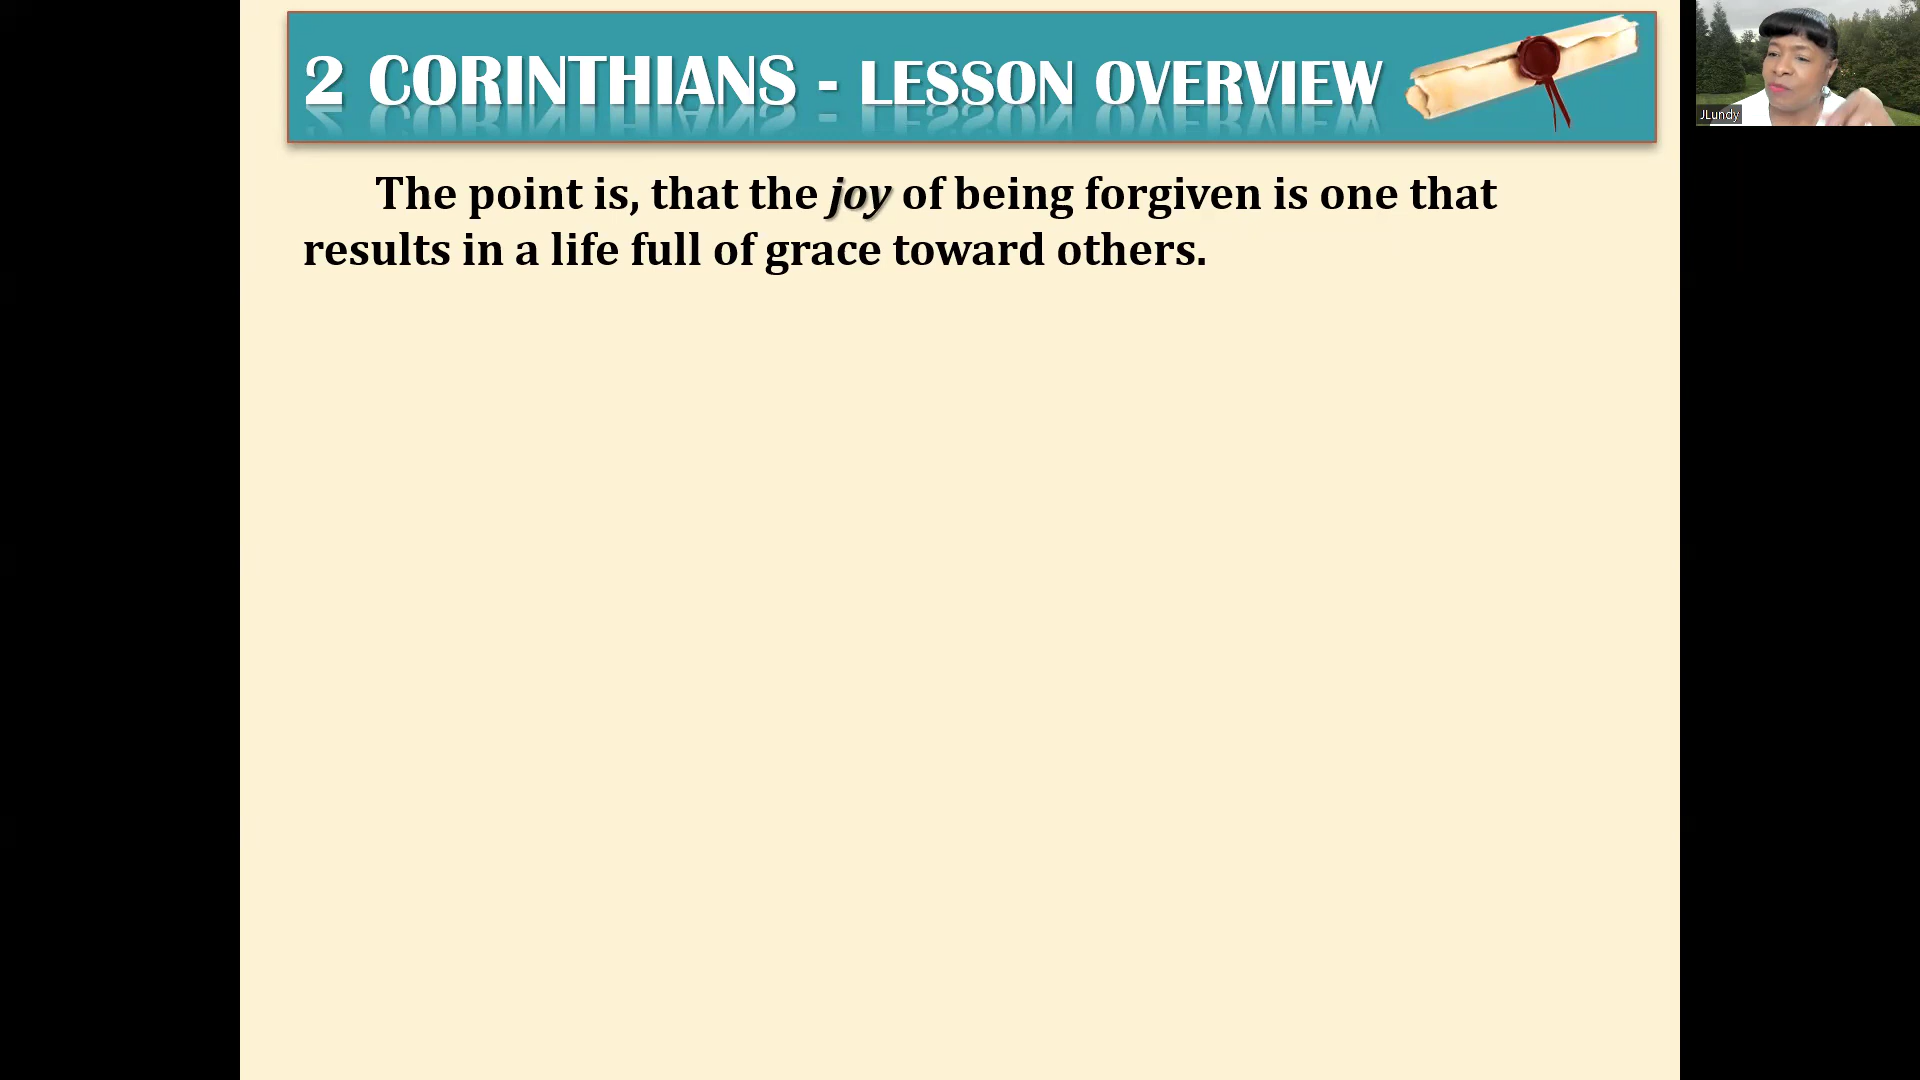 2 CORINTHIANS - LESSON OVERVIEW
JLundy
The point is, that the joy of being forgiven is one that
results in a life full of grace toward others.